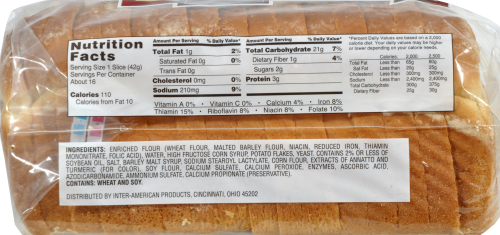 Nutrition
Facts
Serving Size 1 Slice (42g)
Servings Per Container
About 16
Calories 110
Calories from Fat 10
Amount Per Serving % Daily Value*
Total Fat 1g 2%
Saturated Fat 0g 0%
Trans Fat 0g
Cholesterol 0mg 0%
Sodium 210mg 9%
Amount Per Serving % Daily Value*
Total Carbohydrate 21g 7%
Dietary Fiber 1g 4%
Sugars 2g
Protein 3g
Vitamin A 0% • Vitamin C 0% • Calcium 4% • Iron 8%
Thiamin 15% • Riboflavin 8% • Niacin 8% • Folate 10%
*Percent Daily Values are based on a 2,000
calorie diet. Your daily values may be higher
or lower depending on your calorie needs.
Calories 2,000 2,500
Total Fat Less than 65g 80g
Sat Fat Less than 20g 25g
Cholesterol Less than 300mg 300mg
Sodium Less than 2,400mg 2,400mg
Total Carbohydrate 300g 375g
Dietary Fiber 25g 30g
INGREDIENTS: ENRICHED FLOUR (WHEAT FLOUR, MALTED BARLEY FLOUR, NIACIN, REDUCED IRON, THIAMIN
MONONITRATE, FOLIC ACID), WATER, HIGH FRUCTOSE CORN SYRUP, POTATO FLAKES, YEAST. CONTAINS 2% OR LESS OF
SOYBEAN OIL, SALT, BARLEY MALT SYRUP, SODIUM STEAROYL LACTYLATE, CORN FLOUR, EXTRACTS OF ANNATTO AND
TURMERIC (FOR COLOR), SOY FLOUR, CALCIUM SULFATE, CALCIUM PEROXIDE, ENZYMES, ASCORBIC ACID,
AZODICARBONAMIDE, AMMONIUM SULFATE, CALCIUM PROPIONATE (PRESERVATIVE).
CONTAINS: WHEAT AND SOY.
DISTRIBUTED BY INTER-AMERICAN PRODUCTS, CINCINNATI, OHIO 45202